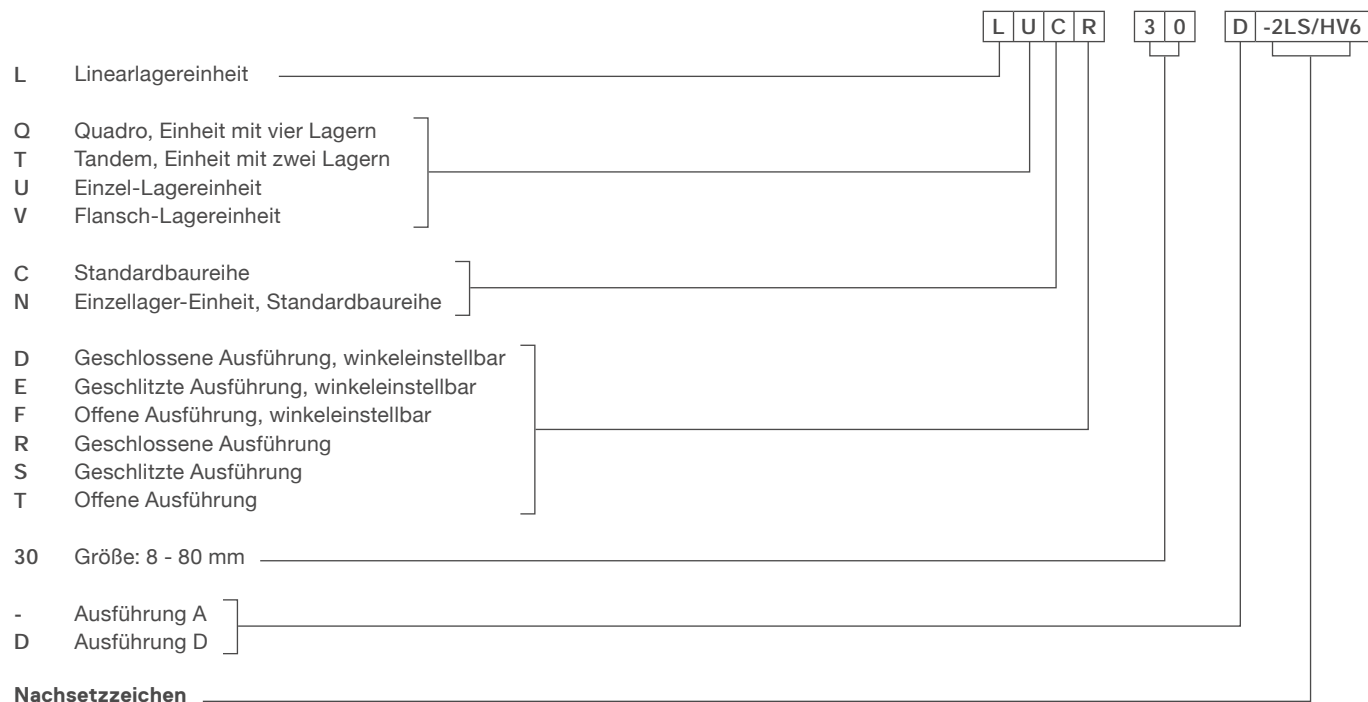 L U C R 3 0 D -2LS/HV6
L Linearlagereinheit
Q Quadro, Einheit mit vier Lagern
T Tandem, Einheit mit zwei Lagern
U Einzel-Lagereinheit
V Flansch-Lagereinheit
C Standardbaureihe
N Einzellager-Einheit, Standardbaureihe
D Geschlossene Ausführung, winkeleinstellbar
E Geschlitzte Ausführung, winkeleinstellbar
F Offene Ausführung, winkeleinstellbar
R Geschlossene Ausführung
S Geschlitzte Ausführung
T Offene Ausführung
30 Größe: 8 - 80 mm
- Ausführung A
D Ausführung D
Nachsetzzeichen